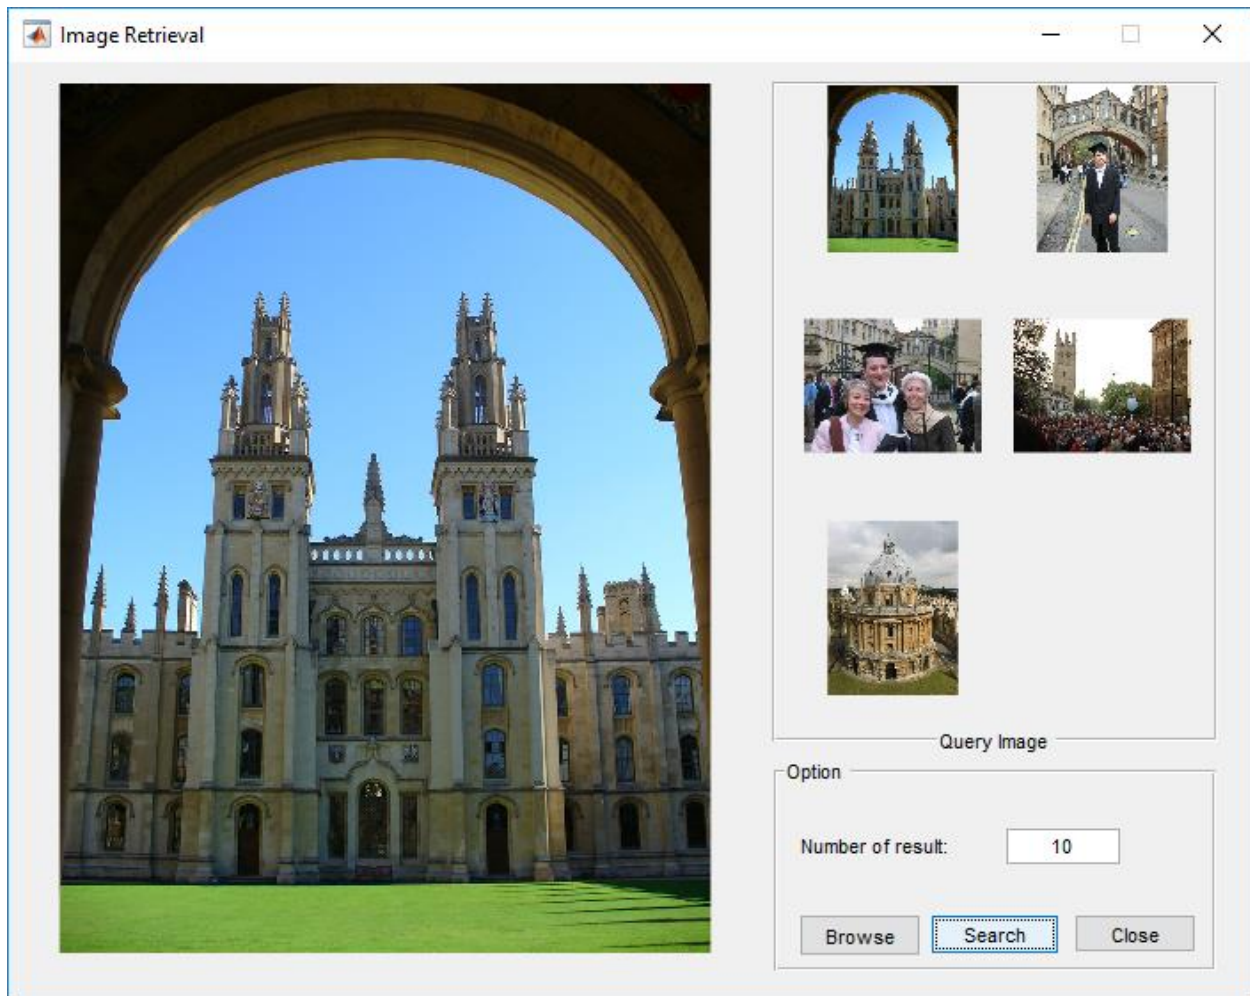 Image Retrieval
Query Image
Option
Number of result: 10
Browse Search Close